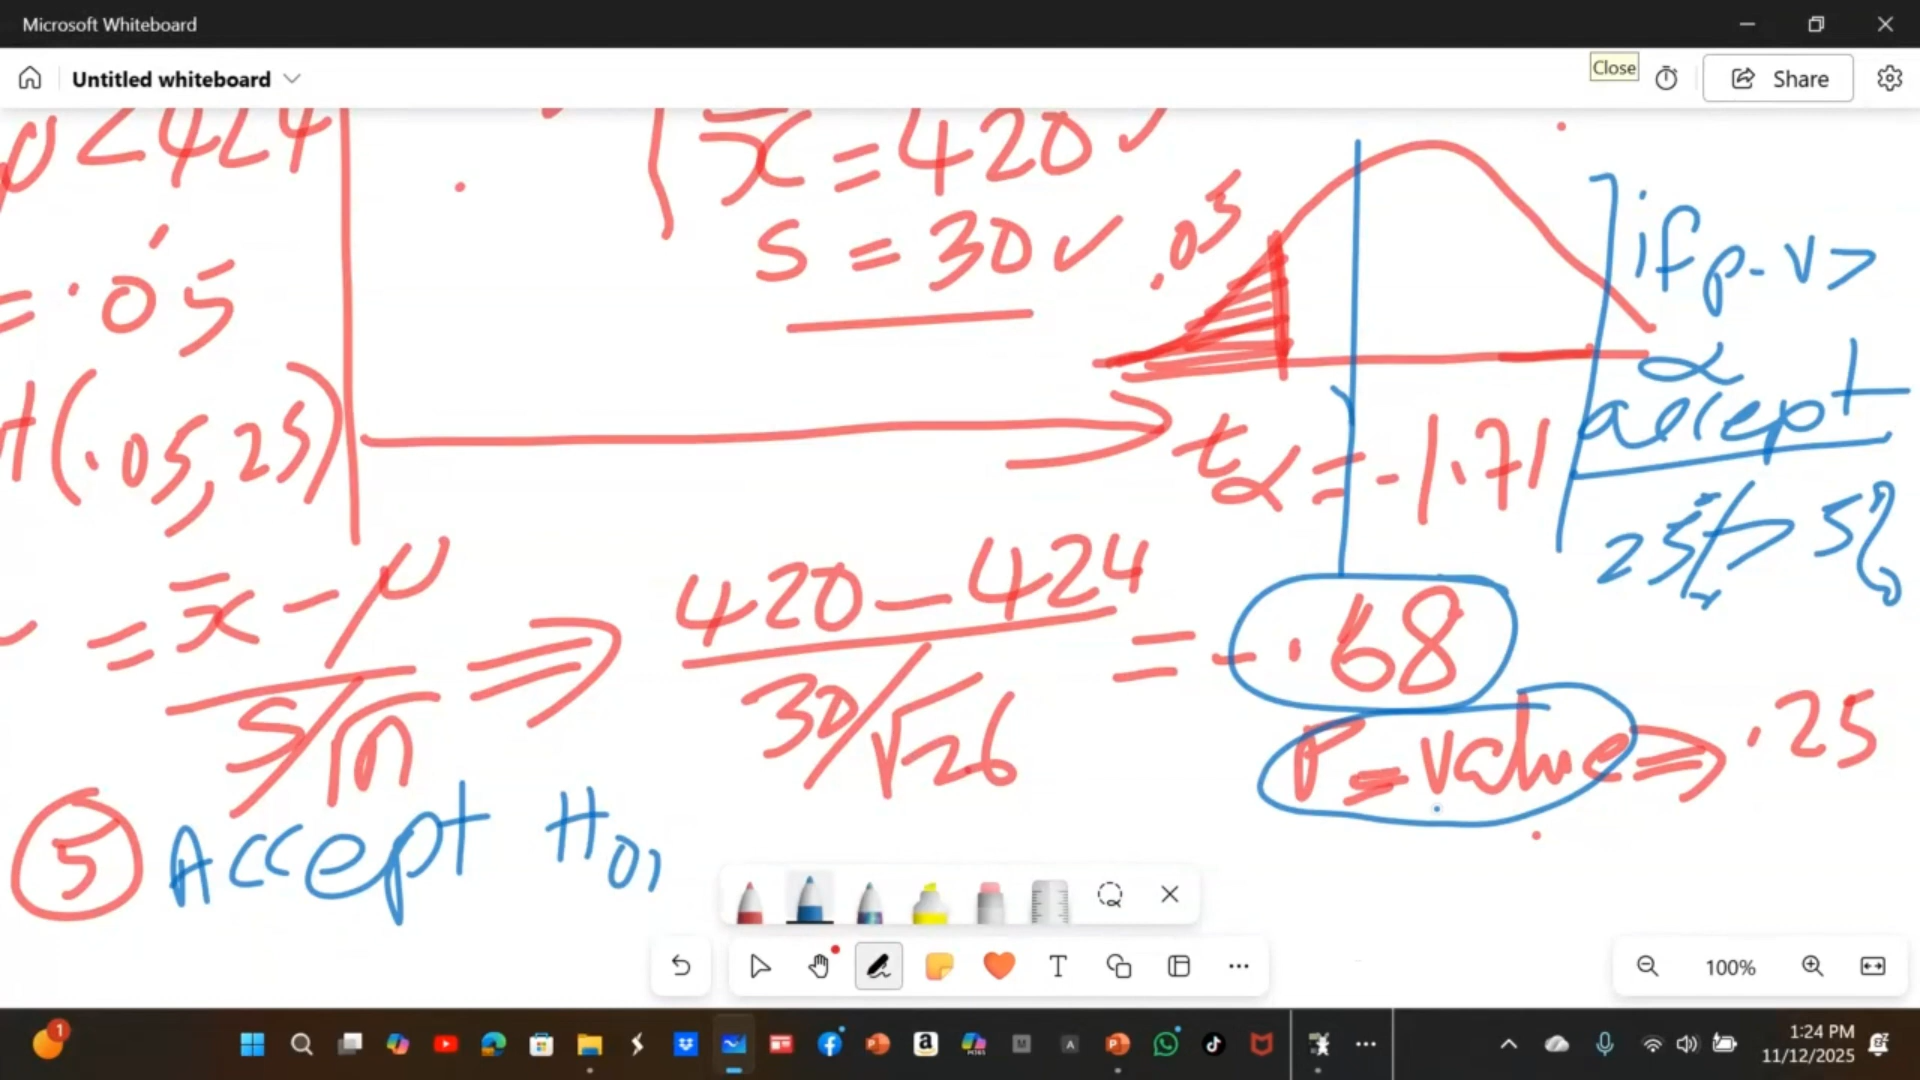 Microsoft Whiteboard
Untitled whiteboard
Close
Share
< 424
x̄ = 420 ✓
s = 30 ✓
.05
if p-v >
α
accept
25% > 5%
= .05
(.05, 25)
tα = -1.71
= x̄ - μ / s/√n ⇒ 420 - 424 / 30/√26 = -.68
P-value ⇒ .25
5 Accept H0,
100%
1
1:24 PM
11/12/2025